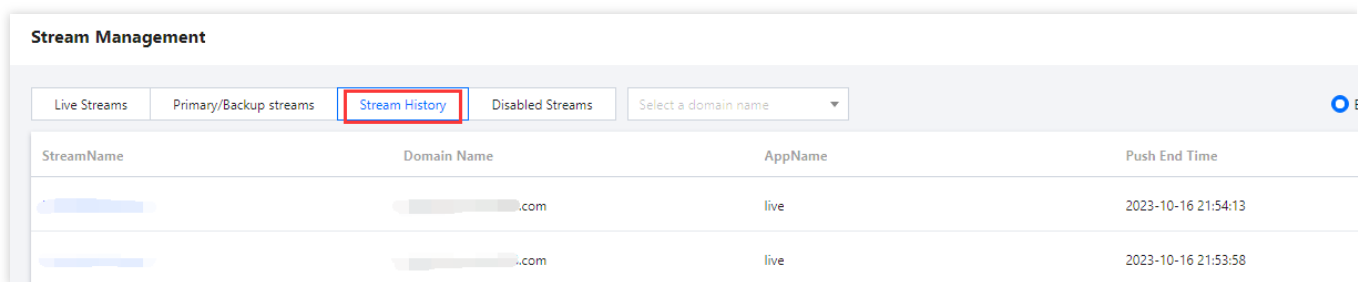 Stream Management
Live Streams Primary/Backup streams Stream History Disabled Streams Select a domain name
StreamName Domain Name AppName Push End Time
.com live 2023-10-16 21:54:13
.com live 2023-10-16 21:53:58